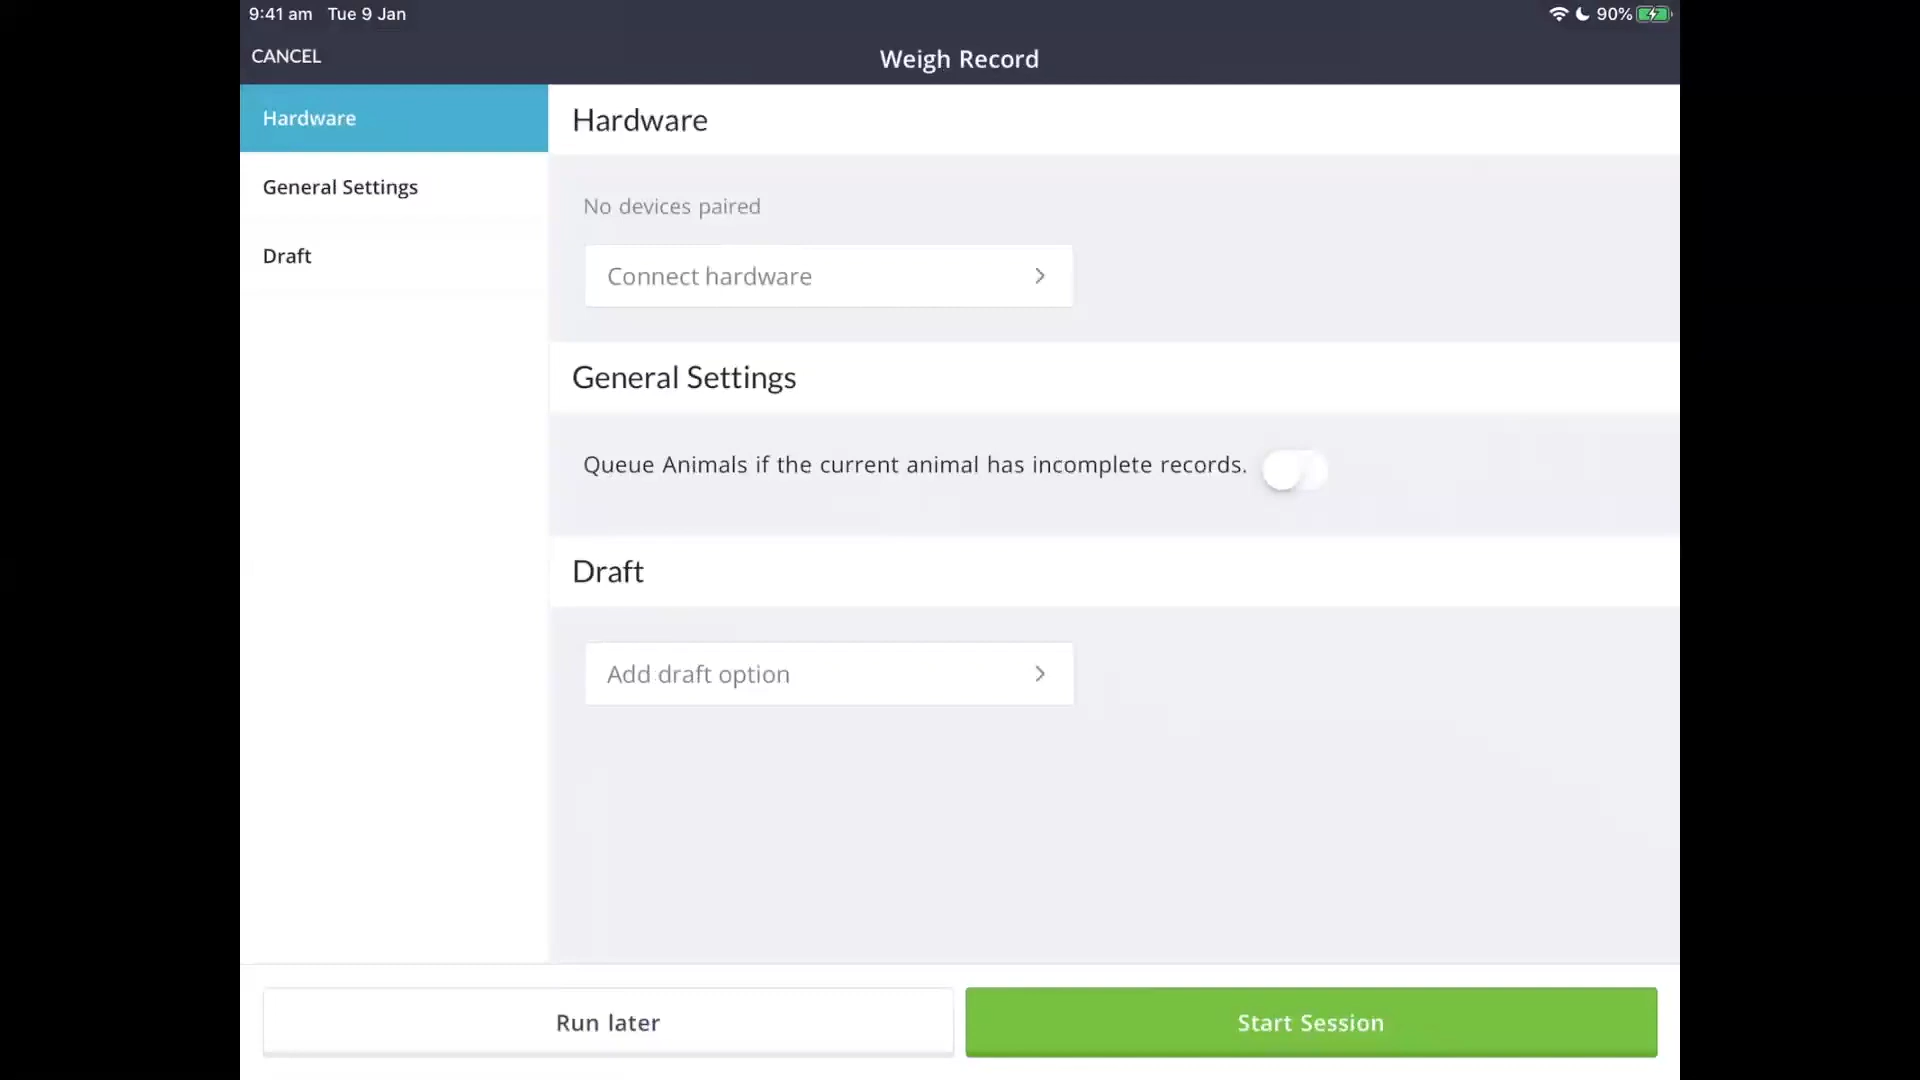 9:41 am Tue 9 Jan 90%
CANCEL
Weigh Record
Hardware
General Settings
Draft
Hardware
No devices paired
Connect hardware
General Settings
Queue Animals if the current animal has incomplete records.
Draft
Add draft option
Run later
Start Session